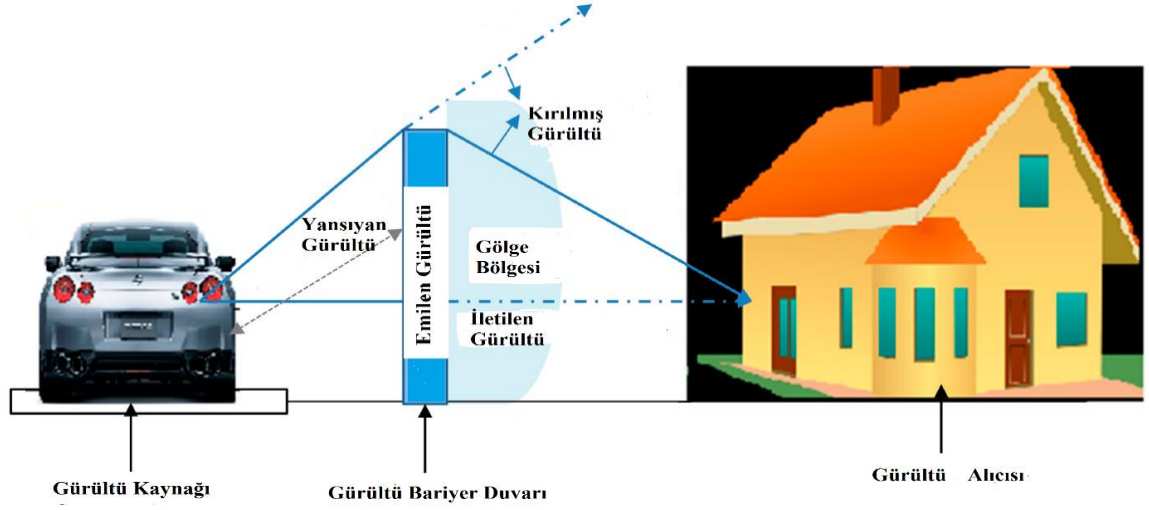 Kırılmış
Gürültü
Yansıyan
Gürültü
Emilen Gürültü
Gölge
Bölgesi
İletilen
Gürültü
Gürültü Kaynağı
Gürültü Bariyer Duvarı
Gürültü Alıcısı